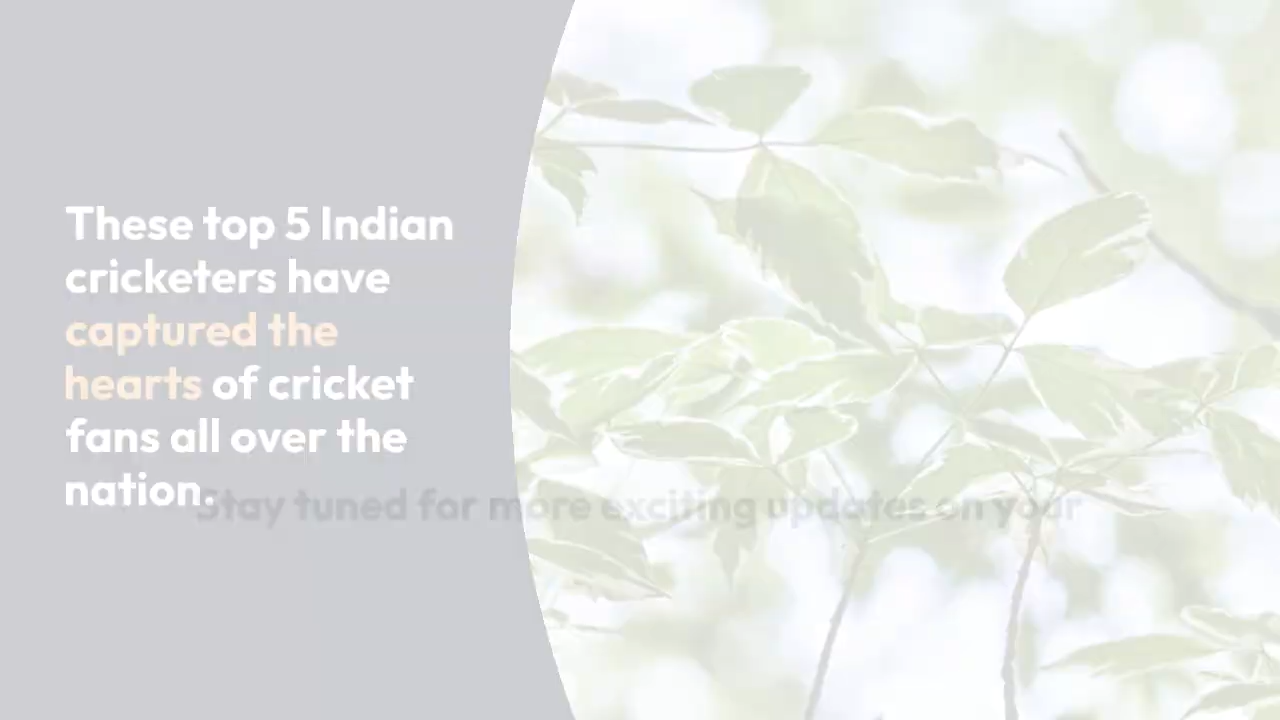 These top 5 Indian
cricketers have
captured the
hearts of cricket
fans all over the
nation.
Stay tuned for more exciting updates on your